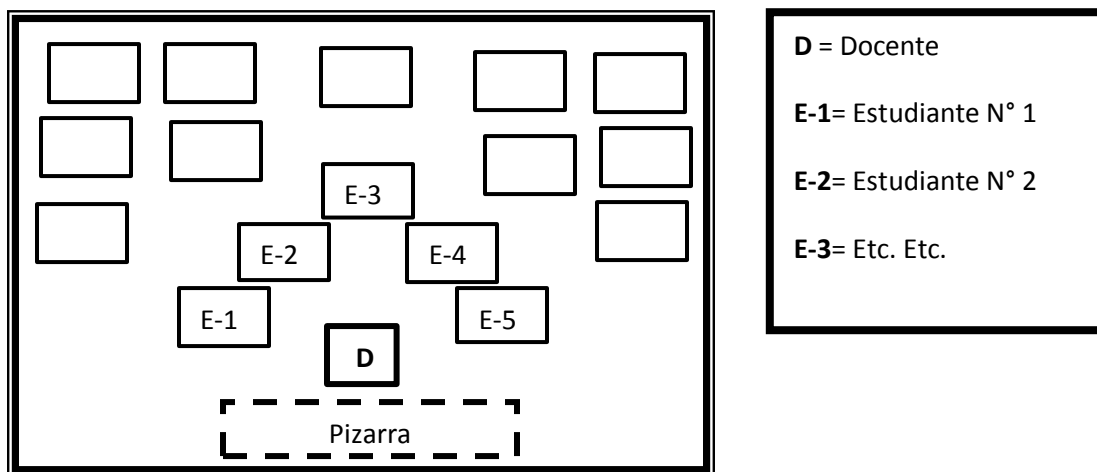 E-3
E-2
E-4
E-1
E-5
D
Pizarra
D = Docente
E-1= Estudiante N° 1
E-2= Estudiante N° 2
E-3= Etc. Etc.